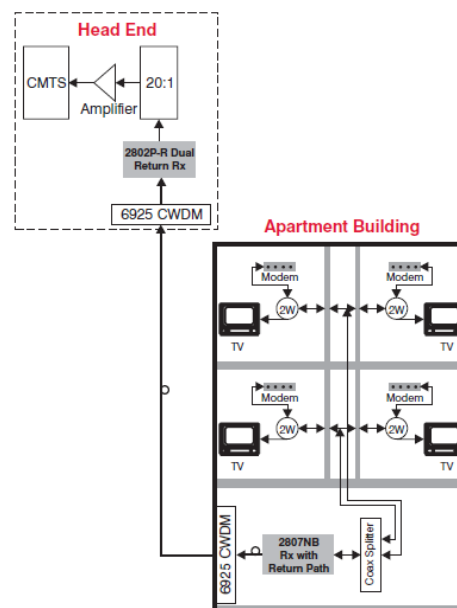 Head End
CMTS
Amplifier
20:1
2802P-R Dual
Return Rx
6925 CWDM
Apartment Building
Modem
2W
TV
Modem
2W
TV
Modem
2W
TV
Modem
2W
TV
6925 CWDM
2807NB
Rx with
Return Path
Coax Splitter